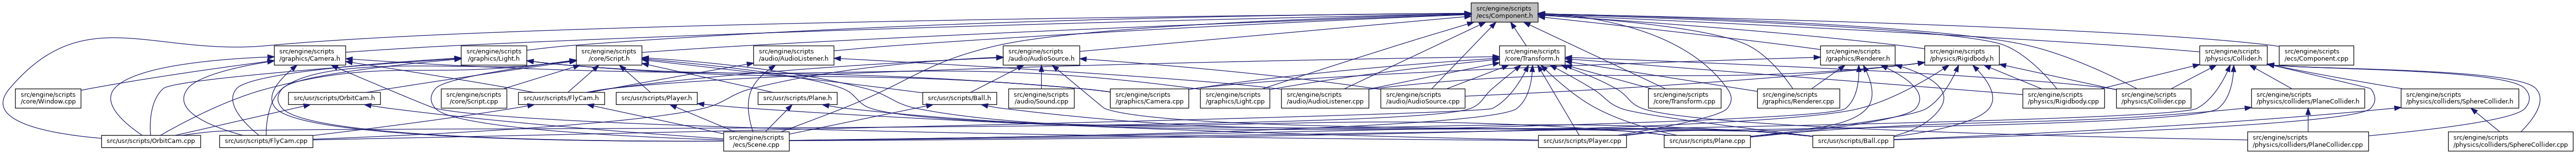 src/engine/scripts
/ecs/Component.h
src/engine/scripts
/graphics/Camera.h
src/engine/scripts
/graphics/Light.h
src/engine/scripts
/core/Script.h
src/engine/scripts
/audio/AudioListener.h
src/engine/scripts
/audio/AudioSource.h
src/engine/scripts
/core/Transform.h
src/engine/scripts
/graphics/Renderer.h
src/engine/scripts
/physics/Rigidbody.h
src/engine/scripts
/physics/Collider.h
src/engine/scripts
/ecs/Component.cpp
src/engine/scripts
/core/Window.cpp
src/usr/scripts/OrbitCam.h
src/engine/scripts
/core/Script.cpp
src/usr/scripts/FlyCam.h
src/usr/scripts/Player.h
src/usr/scripts/Plane.h
src/usr/scripts/Ball.h
src/engine/scripts
/audio/Sound.cpp
src/engine/scripts
/graphics/Camera.cpp
src/engine/scripts
/graphics/Light.cpp
src/engine/scripts
/audio/AudioListener.cpp
src/engine/scripts
/audio/AudioSource.cpp
src/engine/scripts
/core/Transform.cpp
src/engine/scripts
/graphics/Renderer.cpp
src/engine/scripts
/physics/Rigidbody.cpp
src/engine/scripts
/physics/Collider.cpp
src/engine/scripts
/physics/colliders/PlaneCollider.h
src/engine/scripts
/physics/colliders/SphereCollider.h
src/usr/scripts/OrbitCam.cpp
src/usr/scripts/FlyCam.cpp
src/engine/scripts
/ecs/Scene.cpp
src/usr/scripts/Player.cpp
src/usr/scripts/Plane.cpp
src/usr/scripts/Ball.cpp
src/engine/scripts
/physics/colliders/PlaneCollider.cpp
src/engine/scripts
/physics/colliders/SphereCollider.cpp